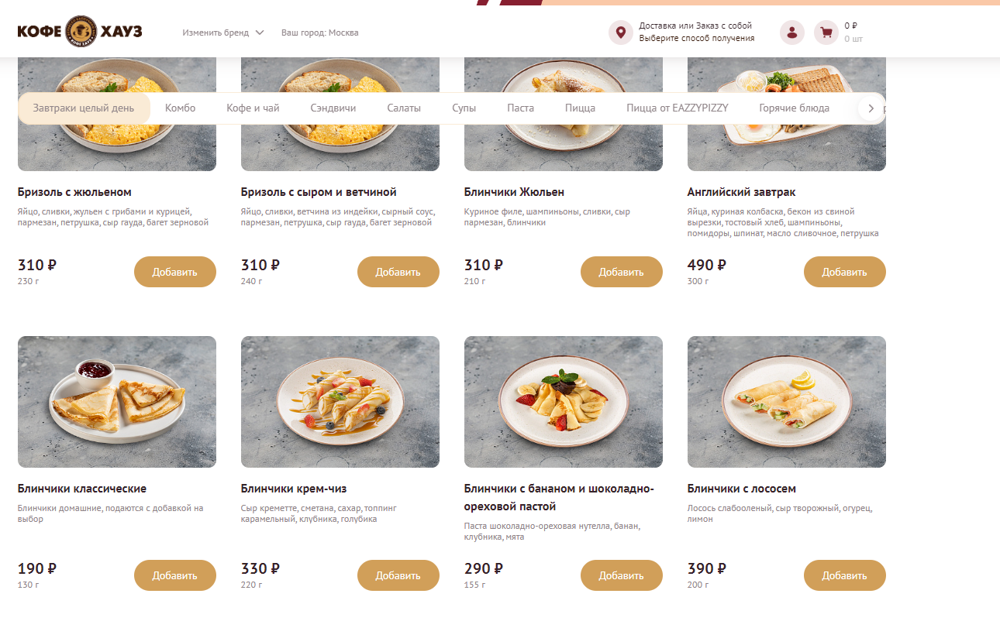 КОФЕ ХАУЗ
Изменить бренд
Ваш город: Москва
Доставка или Заказ с собой
Выберите способ получения
0 ₽
0 шт
Завтраки целый день
Комбо
Кофе и чай
Сэндвичи
Салаты
Супы
Паста
Пицца
Пицца от EAZZYPIZZY
Горячие блюда
Бризоль с жюльеном
Яйцо, сливки, жульен с грибами и курицей,
пармезан, петрушка, сыр гауда, багет зерновой
310 ₽
230 г
Добавить
Бризоль с сыром и ветчиной
Яйцо, сливки, ветчина из индейки, сырный соус,
пармезан, петрушка, сыр гауда, багет зерновой
310 ₽
240 г
Добавить
Блинчики Жюльен
Куриное филе, шампиньоны, сливки, сыр
пармезан, блинчики
310 ₽
210 г
Добавить
Английский завтрак
Яйца, куриная колбаска, бекон из свиной
вырезки, тостовый хлеб, шампиньоны,
помидоры, шпинат, масло сливочное, петрушка
490 ₽
300 г
Добавить
Блинчики классические
Блинчики домашние, подаются с добавкой на
выбор
190 ₽
130 г
Добавить
Блинчики крем-чиз
Сыр креметте, сметана, сахар, топпинг
карамельный, клубника, голубика
330 ₽
220 г
Добавить
Блинчики с бананом и шоколадно-
ореховой пастой
Паста шоколадно-ореховая нутелла, банан,
клубника, мята
290 ₽
155 г
Добавить
Блинчики с лососем
Лосось слабооленый, сыр творожный, огурец,
лимон
390 ₽
200 г
Добавить